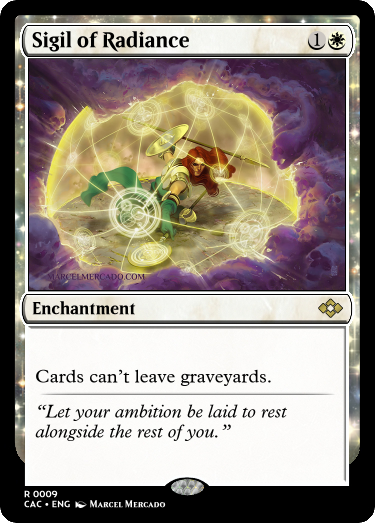 Sigil of Radiance 1
MARCELMERCADO.COM
Enchantment
Cards can't leave graveyards.
“Let your ambition be laid to rest
alongside the rest of you.”
R 0009
CAC • ENG Marcel Mercado